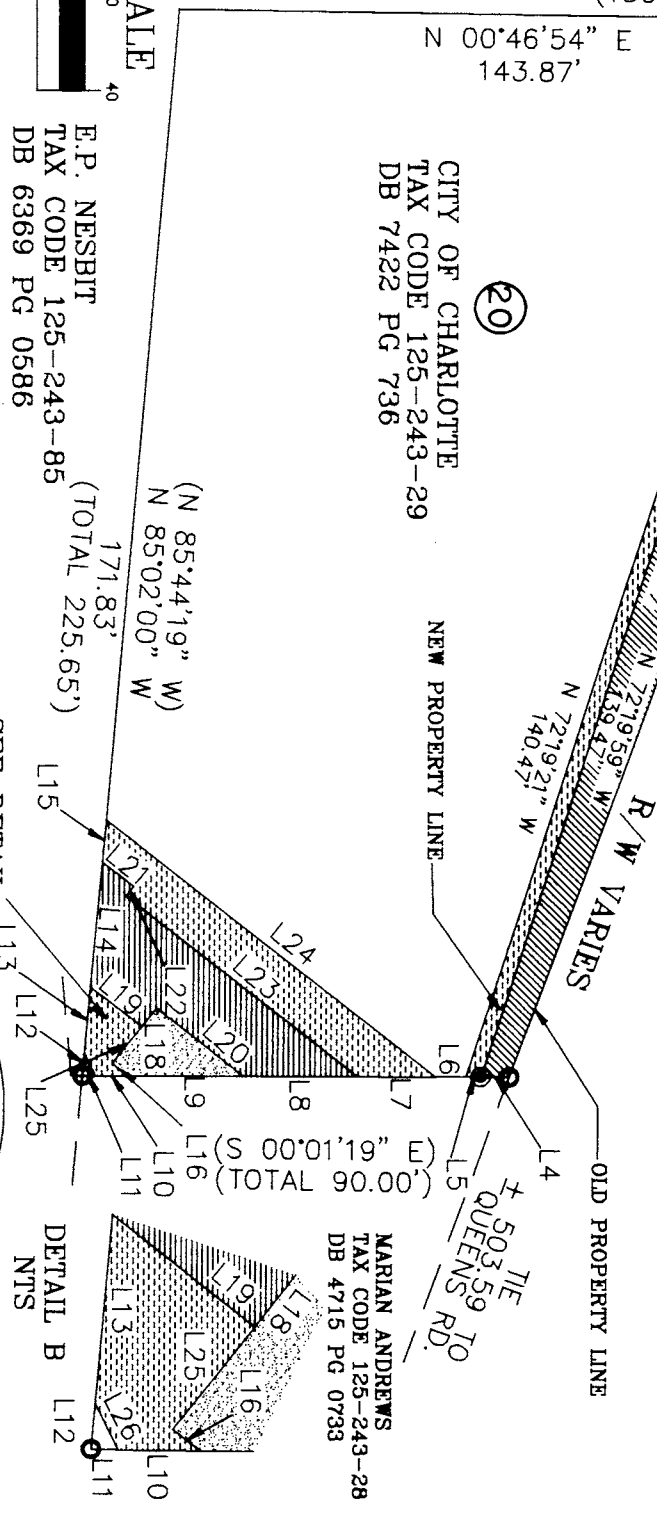 N 00°46'54" E
143.87'
ALE
40
E.P. NESBIT
TAX CODE 125-243-85
DB 6369 PG 0586
20
CITY OF CHARLOTTE
TAX CODE 125-243-29
DB 7422 PG 736
(N 85°44'19" W)
N 85°02'00" W
171.83'
(TOTAL 225.65')
NEW PROPERTY LINE
N 72°19'59" W
139.47'
N 72°19'21" W
140.47'
R/W VARIES
OLD PROPERTY LINE
L15
L21
L14
L24
L23
L22
L19
L18
L20
L13
L12
L25
L11
L10
L16
L9
L8
L7
L6
L5
L4
(S 00°01'19" E)
(TOTAL 90.00')
TIE
± 503.59 TO
QUEENS RD.
MARIAN ANDREWS
TAX CODE 125-243-28
DB 4715 PG 0733
DETAIL B
NTS
L19
L18
L13
L25
L16
L26
L12
L10
L11